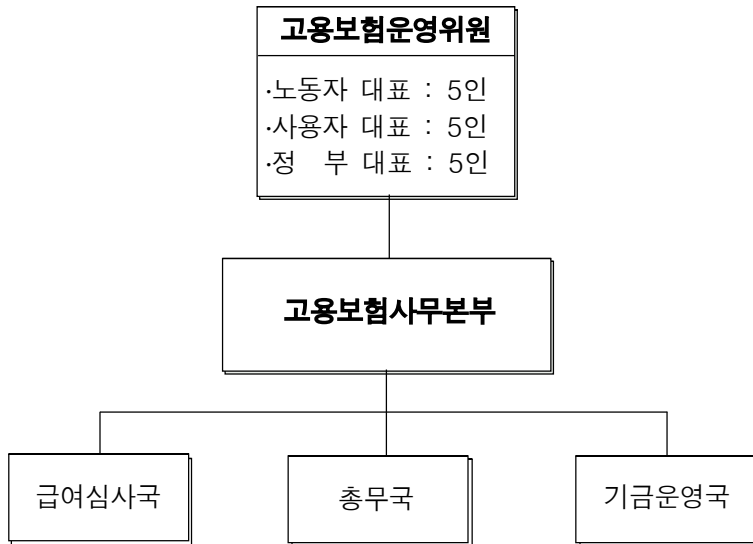 고용보험운영위원
·노동자 대표 : 5인
·사용자 대표 : 5인
·정 부 대표 : 5인
고용보험사무본부
급여심사국
총무국
기금운영국